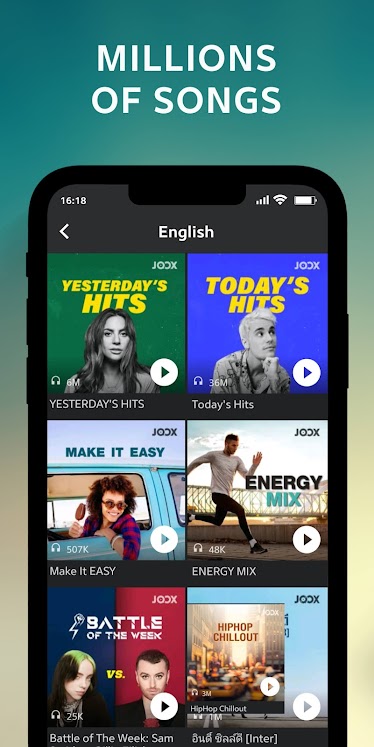 MILLIONS
OF SONGS
16:18
English
JOOX
YESTERDAY'S
HITS
6M
YESTERDAY'S HITS
JOOX
TODAY'S
HITS
36M
Today's Hits
JOOX
MAKE IT EASY
507K
Make It EASY
JOOX
ENERGY
MIX
48K
ENERGY MIX
JOOX
BATTLE
OF THE WEEK
VS.
25K
Battle of The Week: Sam
JOOX
JOOX
HIPHOP
CHILLOUT
3M
HipHop Chillout
1M
อินดี้ ชิลล์ดี [Inter]